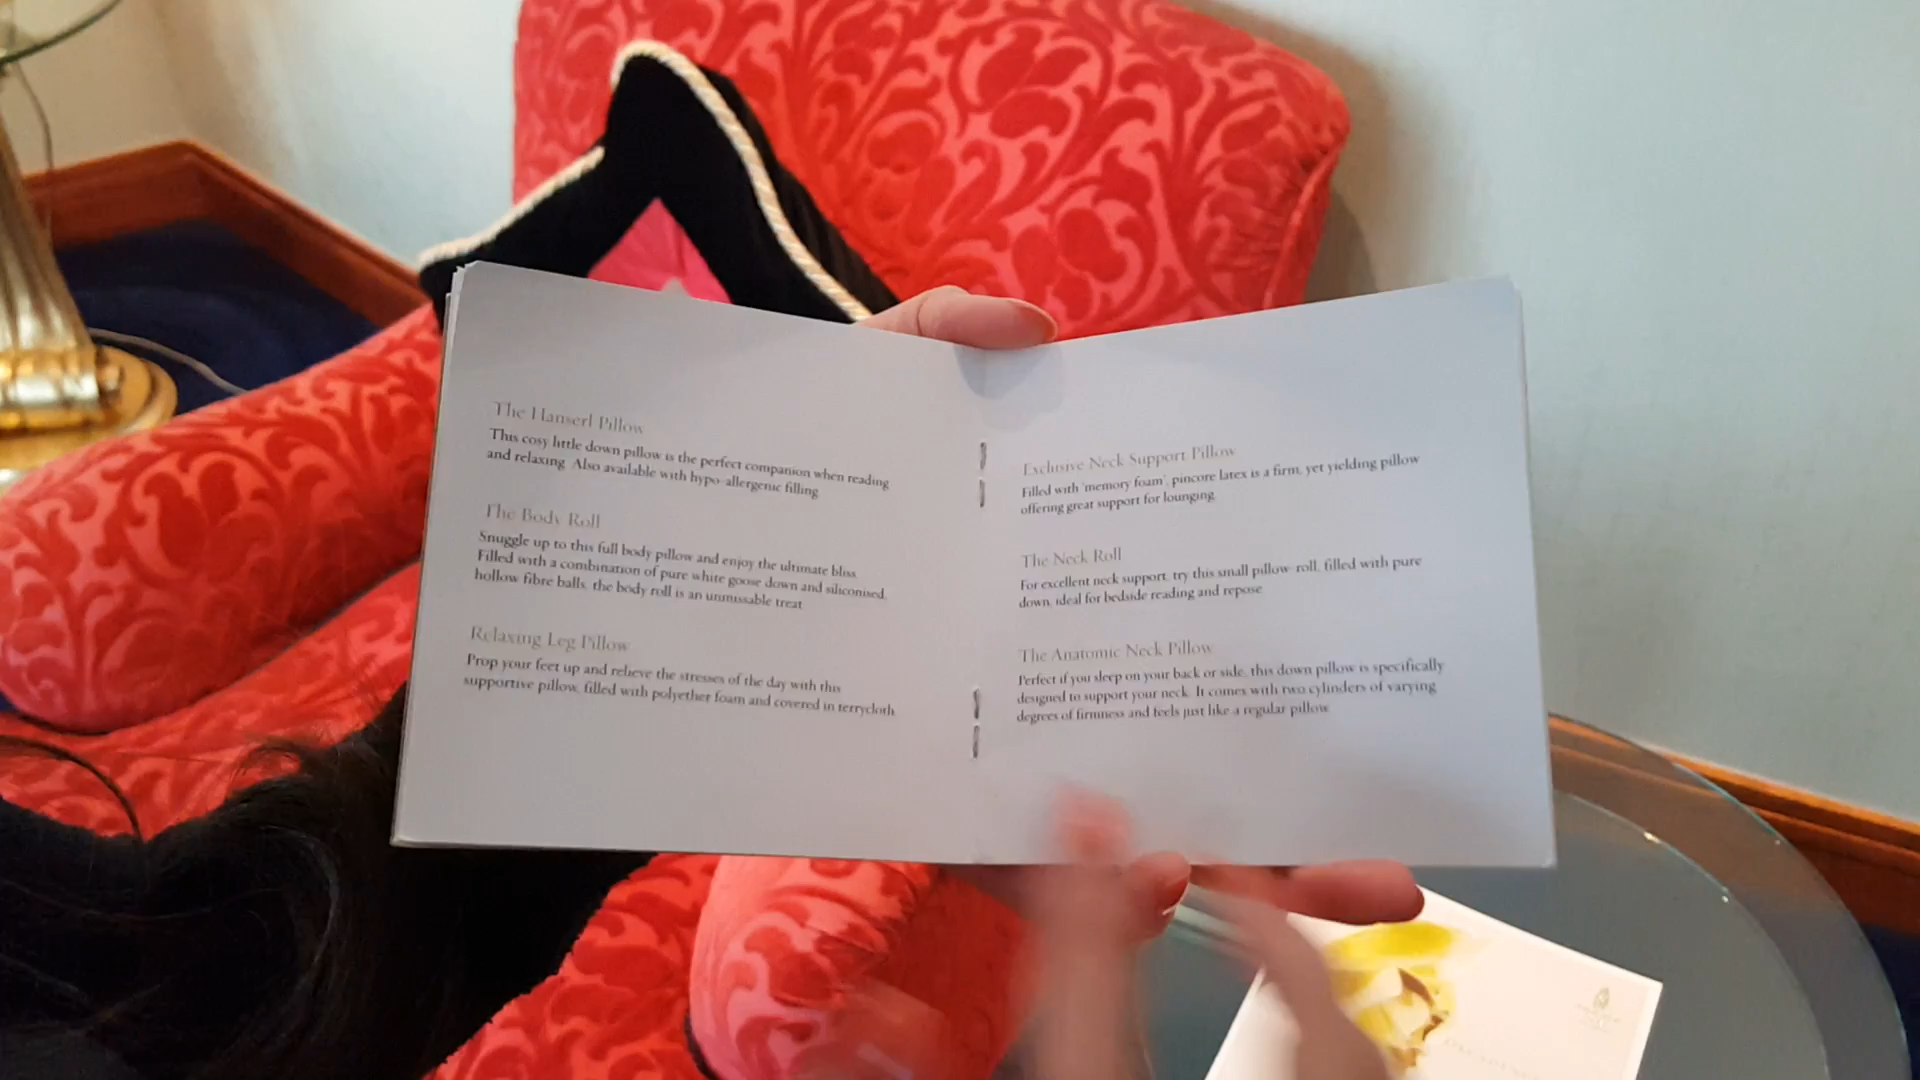 The Hanserl Pillow
This cosy little down pillow is the perfect companion when reading
and relaxing. Also available with hypo-allergenic filling
The Body Roll
Snuggle up to this full body pillow and enjoy the ultimate bliss.
Filled with a combination of pure white goose down and siliconised,
hollow fibre balls, the body roll is an unmissable treat
Relaxing Leg Pillow
Prop your feet up and relieve the stresses of the day with this
supportive pillow, filled with polyether foam and covered in terrycloth.
Exclusive Neck Support Pillow
Filled with 'memory foam', pincore latex is a firm, yet yielding pillow
offering great support for lounging
The Neck Roll
For excellent neck support, try this small pillow-roll, filled with pure
down, ideal for bedside reading and repose
The Anatomic Neck Pillow
Perfect if you sleep on your back or side, this down pillow is specifically
designed to support your neck. It comes with two cylinders of varying
degrees of firmness and feels just like a regular pillow.